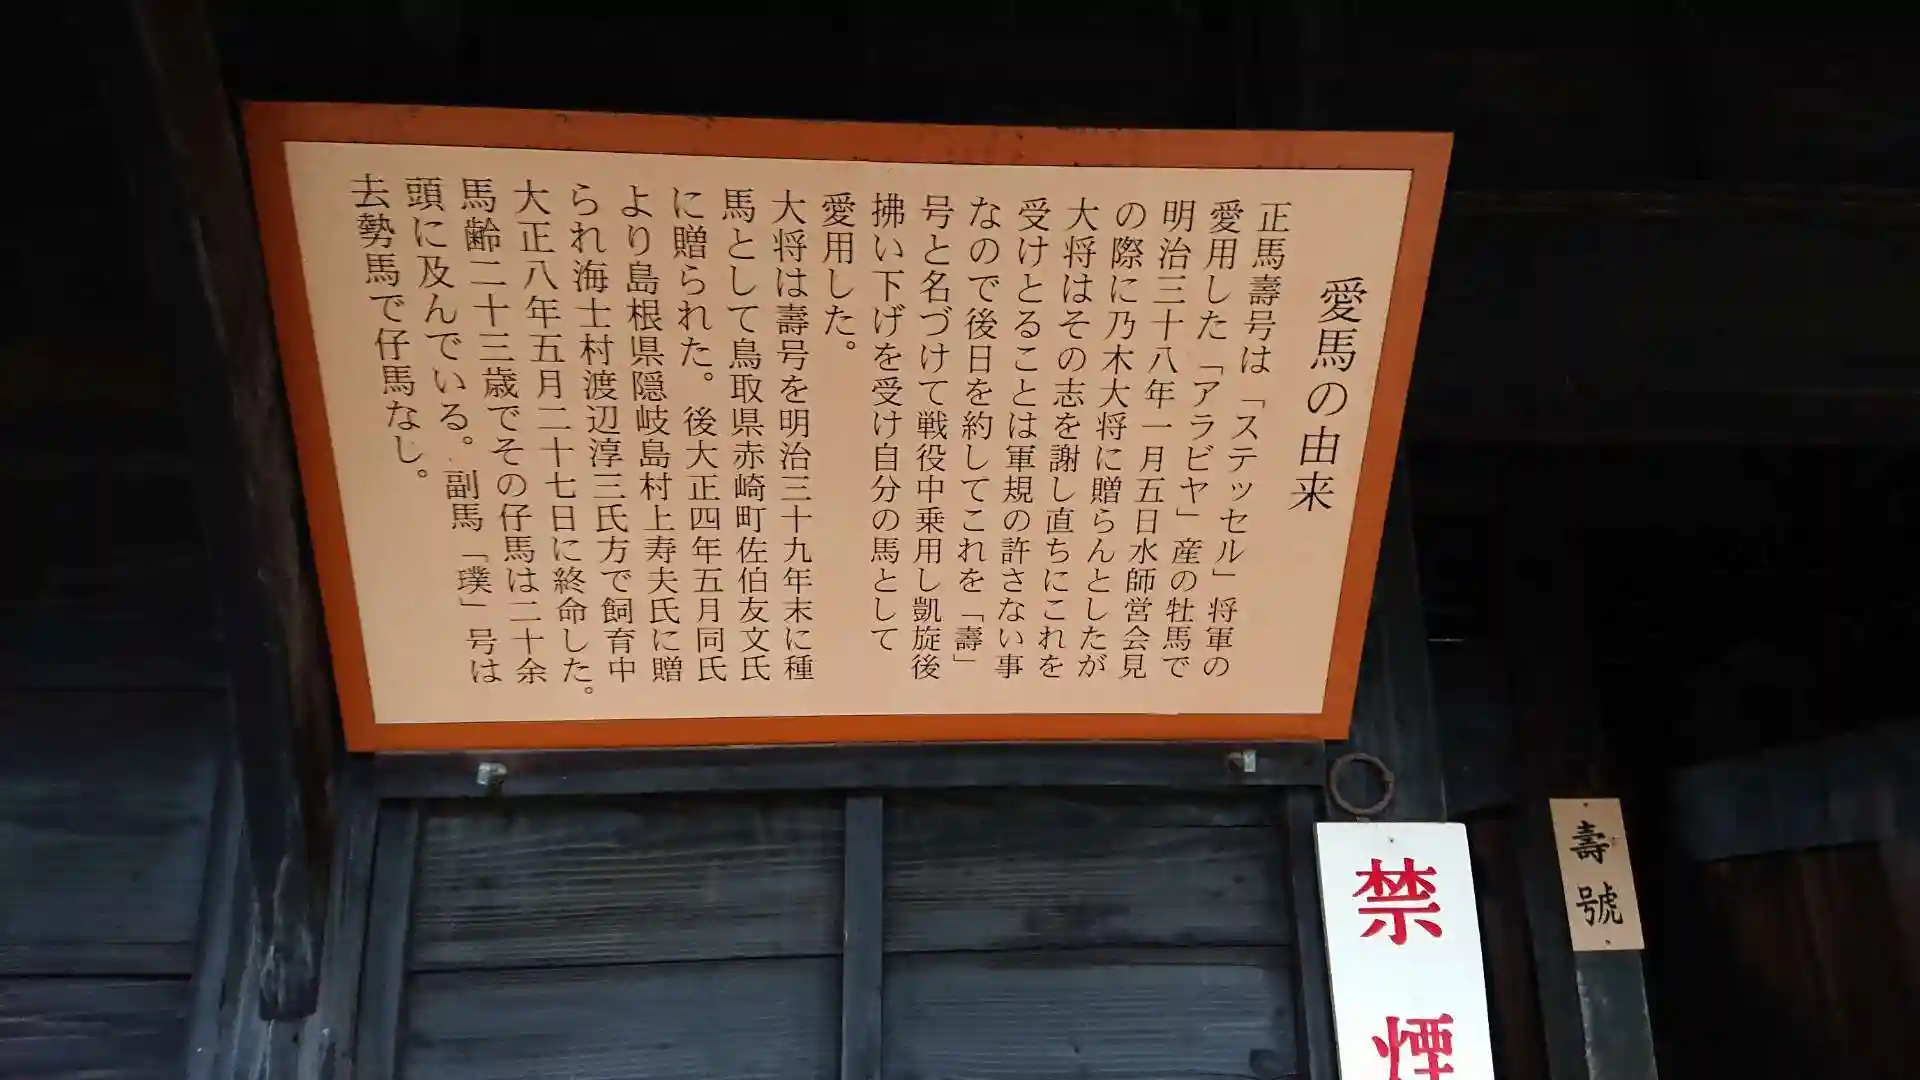 愛馬の由来
正馬壽号は「ステッセル」将軍の
愛用した「アラビヤ」産の牡馬で
明治三十八年一月五日水師営会見
の際に乃木大将に贈らんとしたが
大将はその志を謝し直ちにこれを
受けとることは軍規の許さない事
なので後日を約してこれを「壽」
号と名づけて戦役中乗用し凱旋後
拂い下げを受け自分の馬として
愛用した。
大将は壽号を明治三十九年末に種
馬として鳥取県赤崎町佐伯友文氏
に贈られた。後大正四年五月同氏
より島根県隠岐島村上寿夫氏に贈
られ海士村渡辺淳三氏方で飼育中
大正八年五月二十七日に終命した。
馬齢二十三歳でその仔馬は二十余
頭に及んでいる。副馬「璞」号は
去勢馬で仔馬なし。
禁煙
壽號